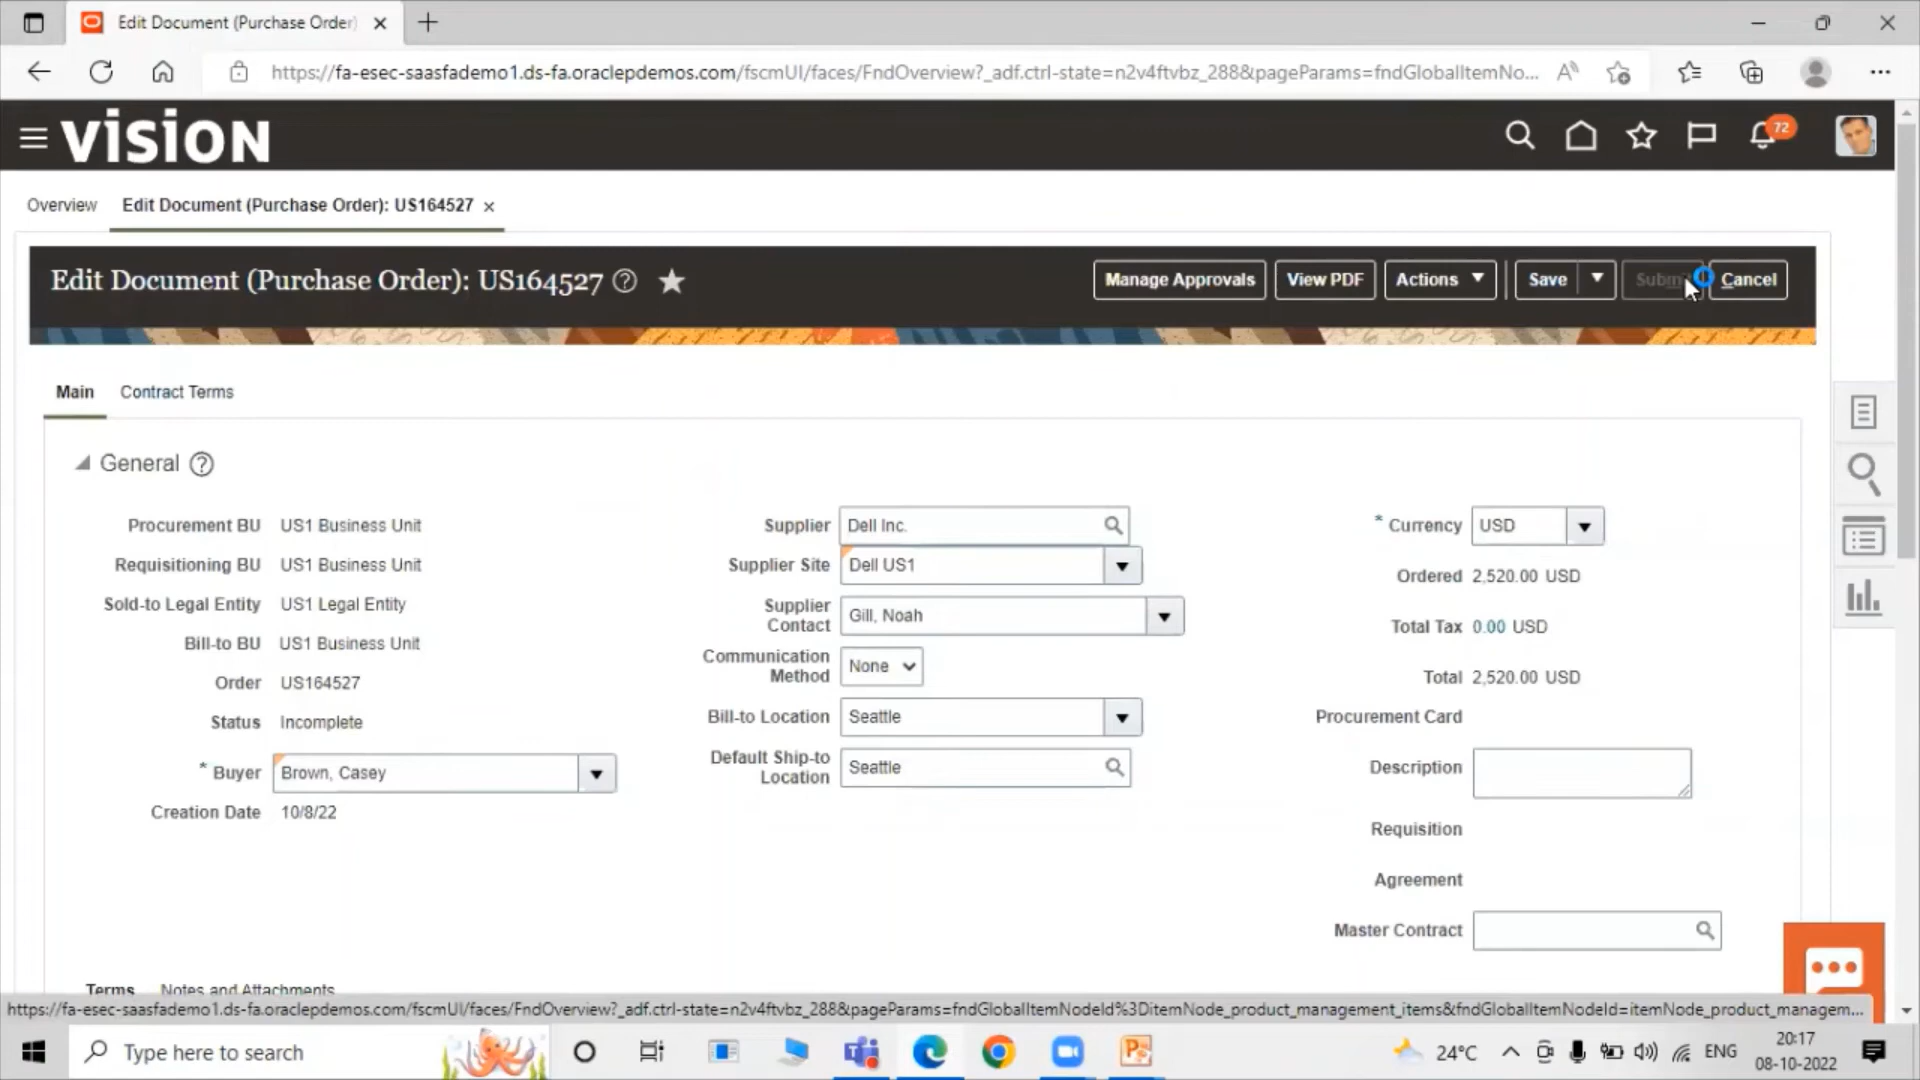 Edit Document (Purchase Order)
https://fa-esec-saasfademo1.ds-fa.oraclepdemos.com/fscmUI/faces/FndOverview?_adf.ctrl-state=n2v4ftvbz_288&pageParams=fndGlobalItemNo...
vision
72
Overview
Edit Document (Purchase Order): US164527
Edit Document (Purchase Order): US164527
Manage Approvals
View PDF
Actions
Save
Cancel
Main
Contract Terms
General
Procurement BU US1 Business Unit
Requisitioning BU US1 Business Unit
Sold-to Legal Entity US1 Legal Entity
Bill-to BU US1 Business Unit
Order US164527
Status Incomplete
* Buyer Brown, Casey
Creation Date 10/8/22
Supplier Dell Inc.
Supplier Site Dell US1
Supplier Contact Gill, Noah
Communication Method None
Bill-to Location Seattle
Default Ship-to Location Seattle
* Currency USD
Ordered 2,520.00 USD
Total Tax 0.00 USD
Total 2,520.00 USD
Procurement Card
Description
Requisition
Agreement
Master Contract
Terms
Notes and Attachments
https://fa-esec-saasfademo1.ds-fa.oraclepdemos.com/fscmUI/faces/FndOverview?_adf.ctrl-state=n2v4ftvbz_288&pageParams=fndGlobalItemNodeId%3DitemNode_product_management_items&fndGlobalItemNodeId=itemNode_product_managem...
Type here to search
24°C
ENG
20:17
08-10-2022